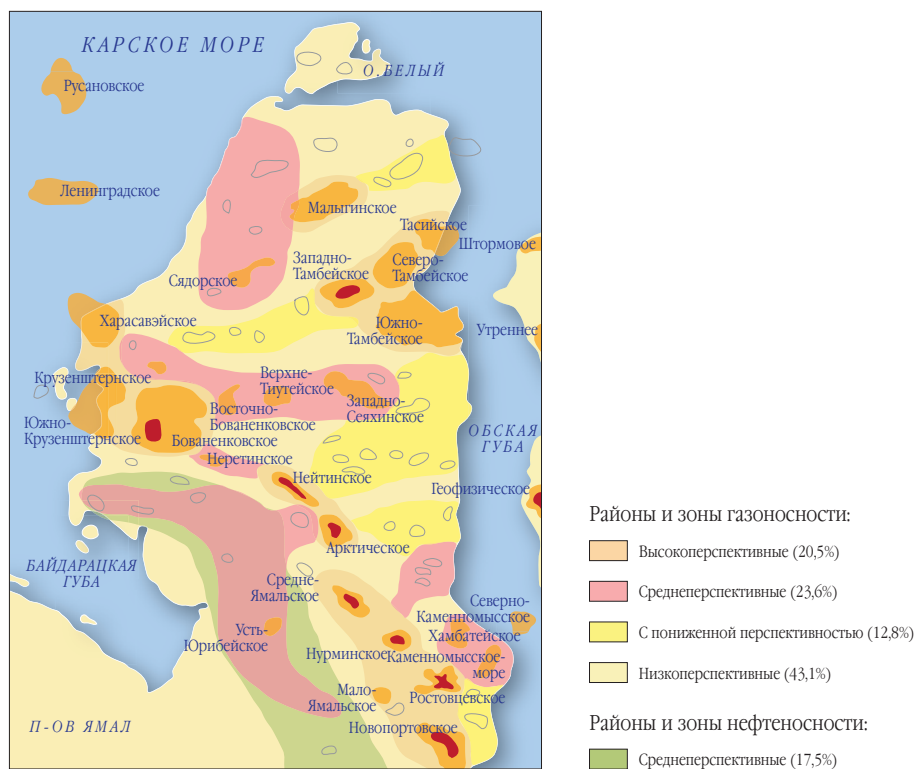 КАРСКОЕ МОРЕ
О. БЕЛЫЙ
Русановское
Ленинградское
Малыгинское
Тасийское
Штормовое
Западно-
Тамбейское
Северо-
Тамбейское
Сядорское
Харасавэйское
Южно-
Тамбейское
Утреннее
Крузенштернское
Верхне-
Тиутейское
Западно-
Сеяхинское
Восточно-
Бованенковское
Южно-
Крузенштернское
Бованенковское
ОБСКАЯ
ГУБА
Неретинское
Нейтинское
Геофизическое
Арктическое
БАЙДАРАЦКАЯ
ГУБА
Средне-
Ямальское
Северно-
Каменномысское
Хамбатейское
Усть-
Юрибейское
Нурминское
Каменномысское-
море
Мало-
Ямальское
Ростовцевское
Новопортовское
П-ОВ ЯМАЛ
Районы и зоны газоносности:
Высокоперспективные (20,5%)
Среднеперспективные (23,6%)
С пониженной перспективностью (12,8%)
Низкоперспективные (43,1%)
Районы и зоны нефтеносности:
Среднеперспективные (17,5%)